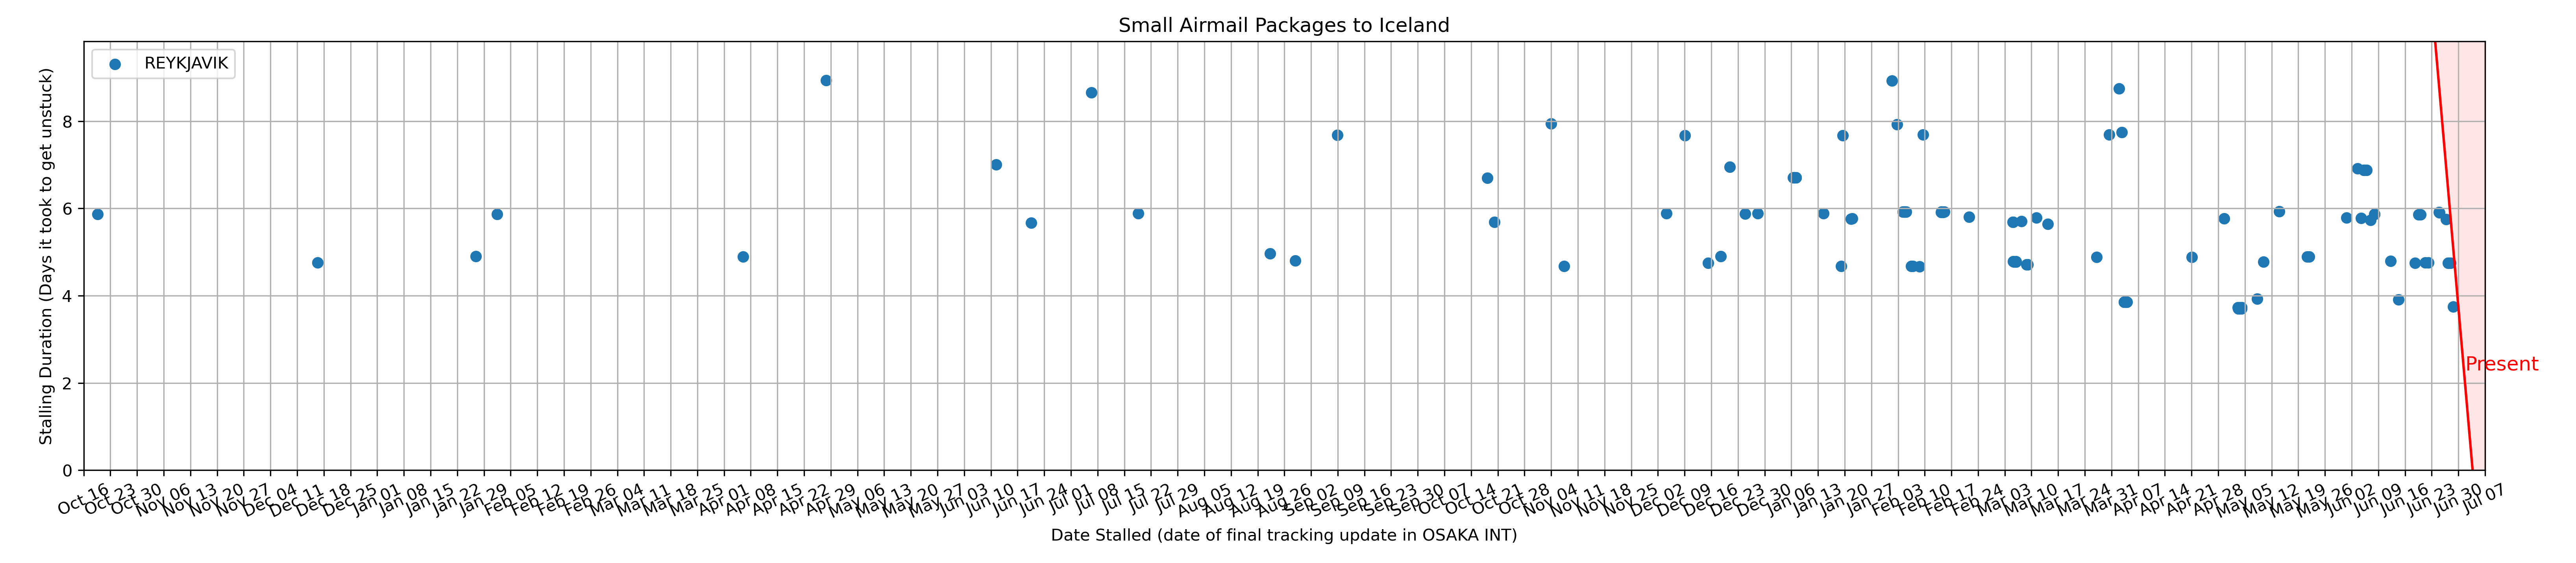 Small Airmail Packages to Iceland
REYKJAVIK
Stalling Duration (Days it took to get unstuck)
8
6
4
2
0
Present
Oct 16
Oct 23
Oct 30
Nov 06
Nov 13
Nov 20
Nov 27
Dec 04
Dec 11
Dec 18
Dec 25
Jan 01
Jan 08
Jan 15
Jan 22
Jan 29
Feb 05
Feb 12
Feb 19
Feb 26
Mar 04
Mar 11
Mar 18
Mar 25
Apr 01
Apr 08
Apr 15
Apr 22
Apr 29
May 06
May 13
May 20
May 27
Jun 03
Jun 10
Jun 17
Jun 24
Jul 01
Jul 08
Jul 15
Jul 22
Jul 29
Aug 05
Aug 12
Aug 19
Aug 26
Sep 02
Sep 09
Sep 16
Sep 23
Sep 30
Oct 07
Oct 14
Oct 21
Oct 28
Nov 04
Nov 11
Nov 18
Nov 25
Dec 02
Dec 09
Dec 16
Dec 23
Dec 30
Jan 06
Jan 13
Jan 20
Jan 27
Feb 03
Feb 10
Feb 17
Feb 24
Mar 03
Mar 10
Mar 17
Mar 24
Mar 31
Apr 07
Apr 14
Apr 21
Apr 28
May 05
May 12
May 19
May 26
Jun 02
Jun 09
Jun 16
Jun 23
Jun 30
Jul 07
Date Stalled (date of final tracking update in OSAKA INT)